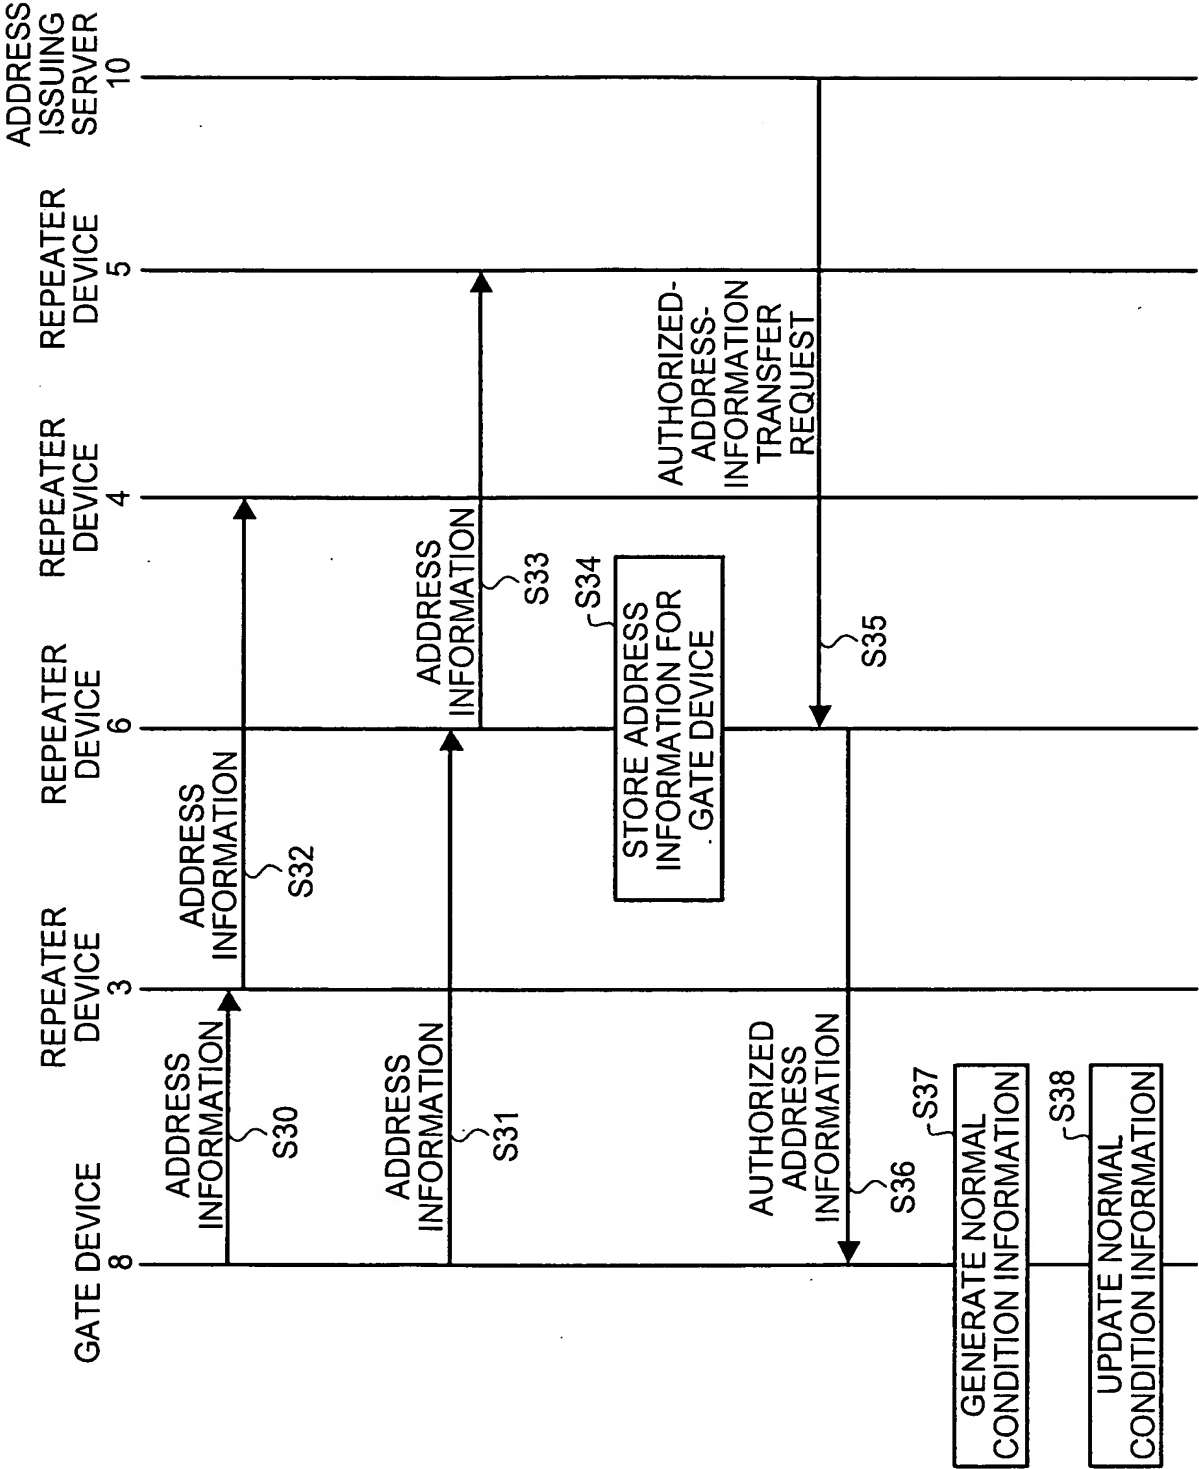 GATE DEVICE
8
REPEATER
DEVICE
3
REPEATER
DEVICE
6
REPEATER
DEVICE
4
REPEATER
DEVICE
5
ADDRESS
ISSUING
SERVER
10
ADDRESS
INFORMATION
S30
ADDRESS
INFORMATION
S32
ADDRESS
INFORMATION
S31
ADDRESS
INFORMATION
S33
STORE ADDRESS
INFORMATION FOR
GATE DEVICE
S34
AUTHORIZED-
ADDRESS-
INFORMATION
TRANSFER
REQUEST
S35
AUTHORIZED
ADDRESS
INFORMATION
S36
GENERATE NORMAL
CONDITION INFORMATION
S37
UPDATE NORMAL
CONDITION INFORMATION
S38